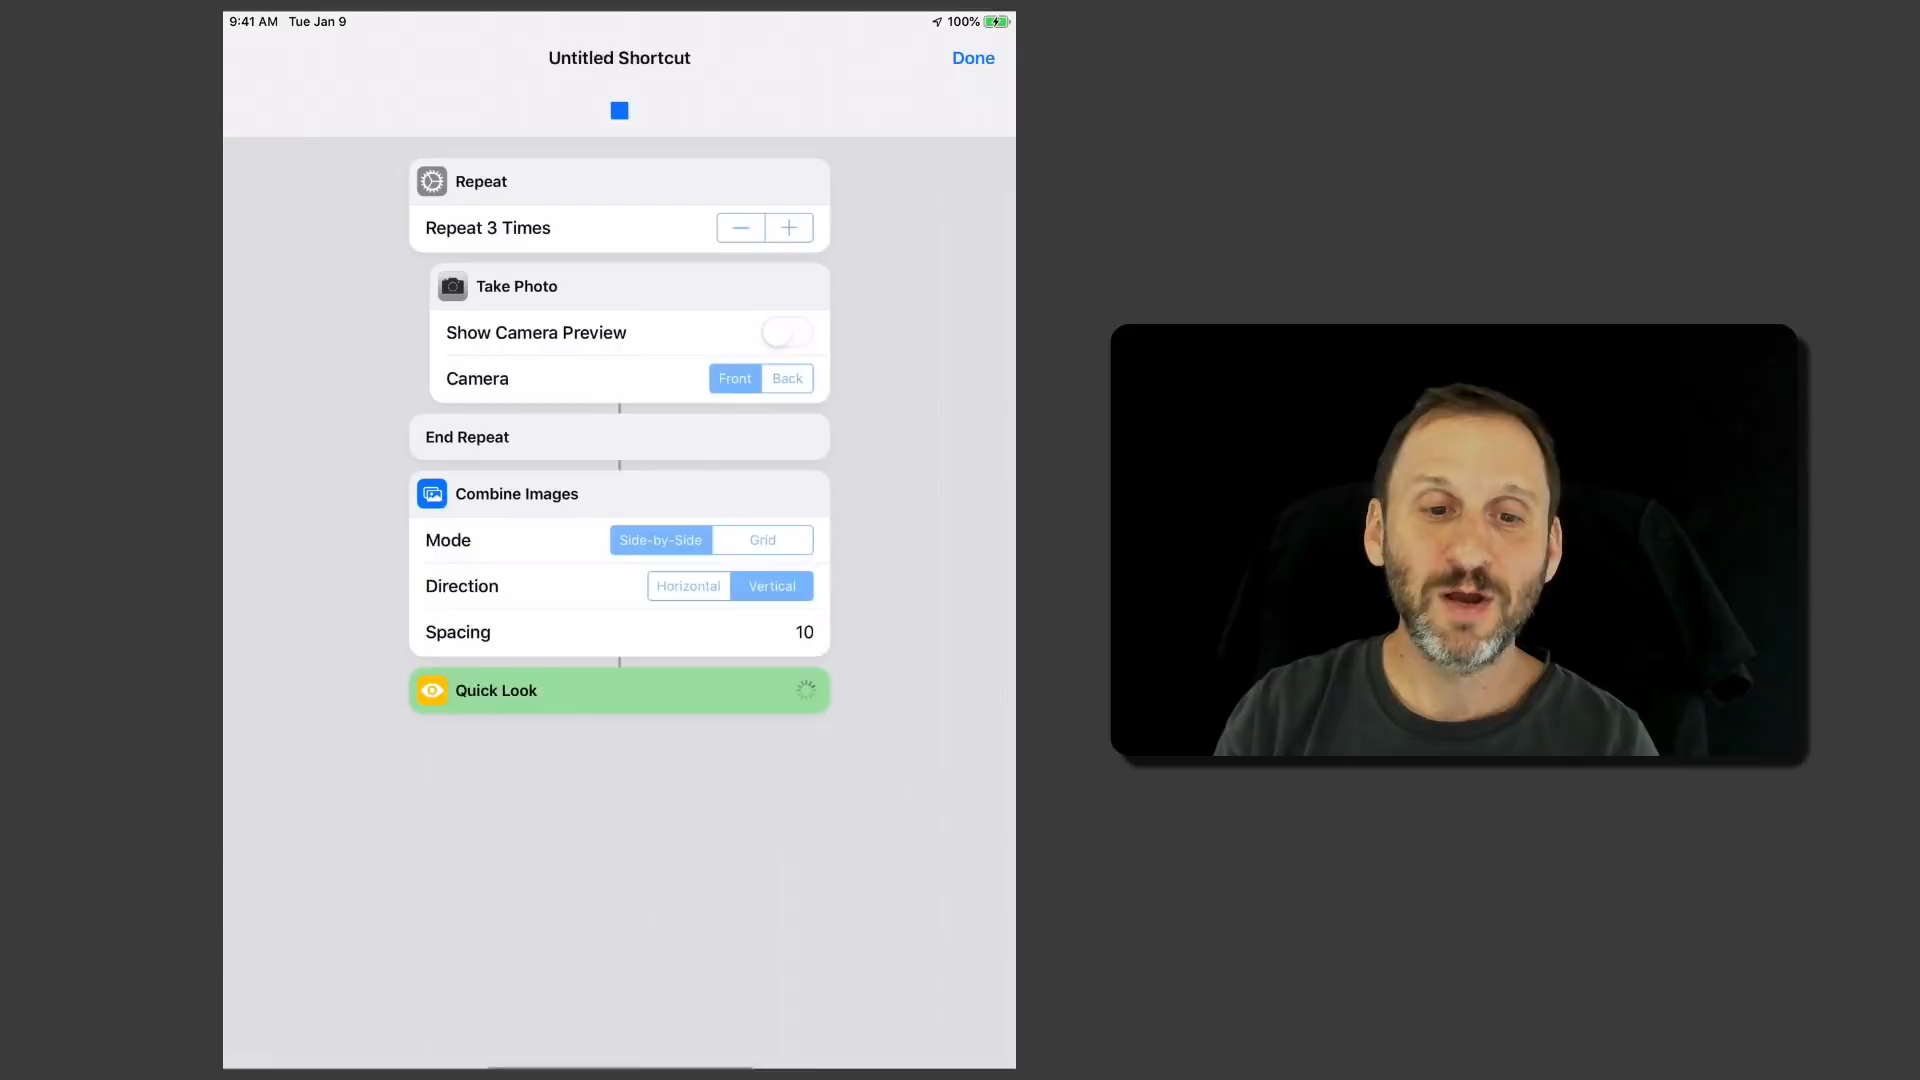 9:41 AM Tue Jan 9
100%
Untitled Shortcut
Done
Repeat
Repeat 3 Times
Take Photo
Show Camera Preview
Camera
Front Back
End Repeat
Combine Images
Mode
Side-by-Side Grid
Direction
Horizontal Vertical
Spacing
10
Quick Look